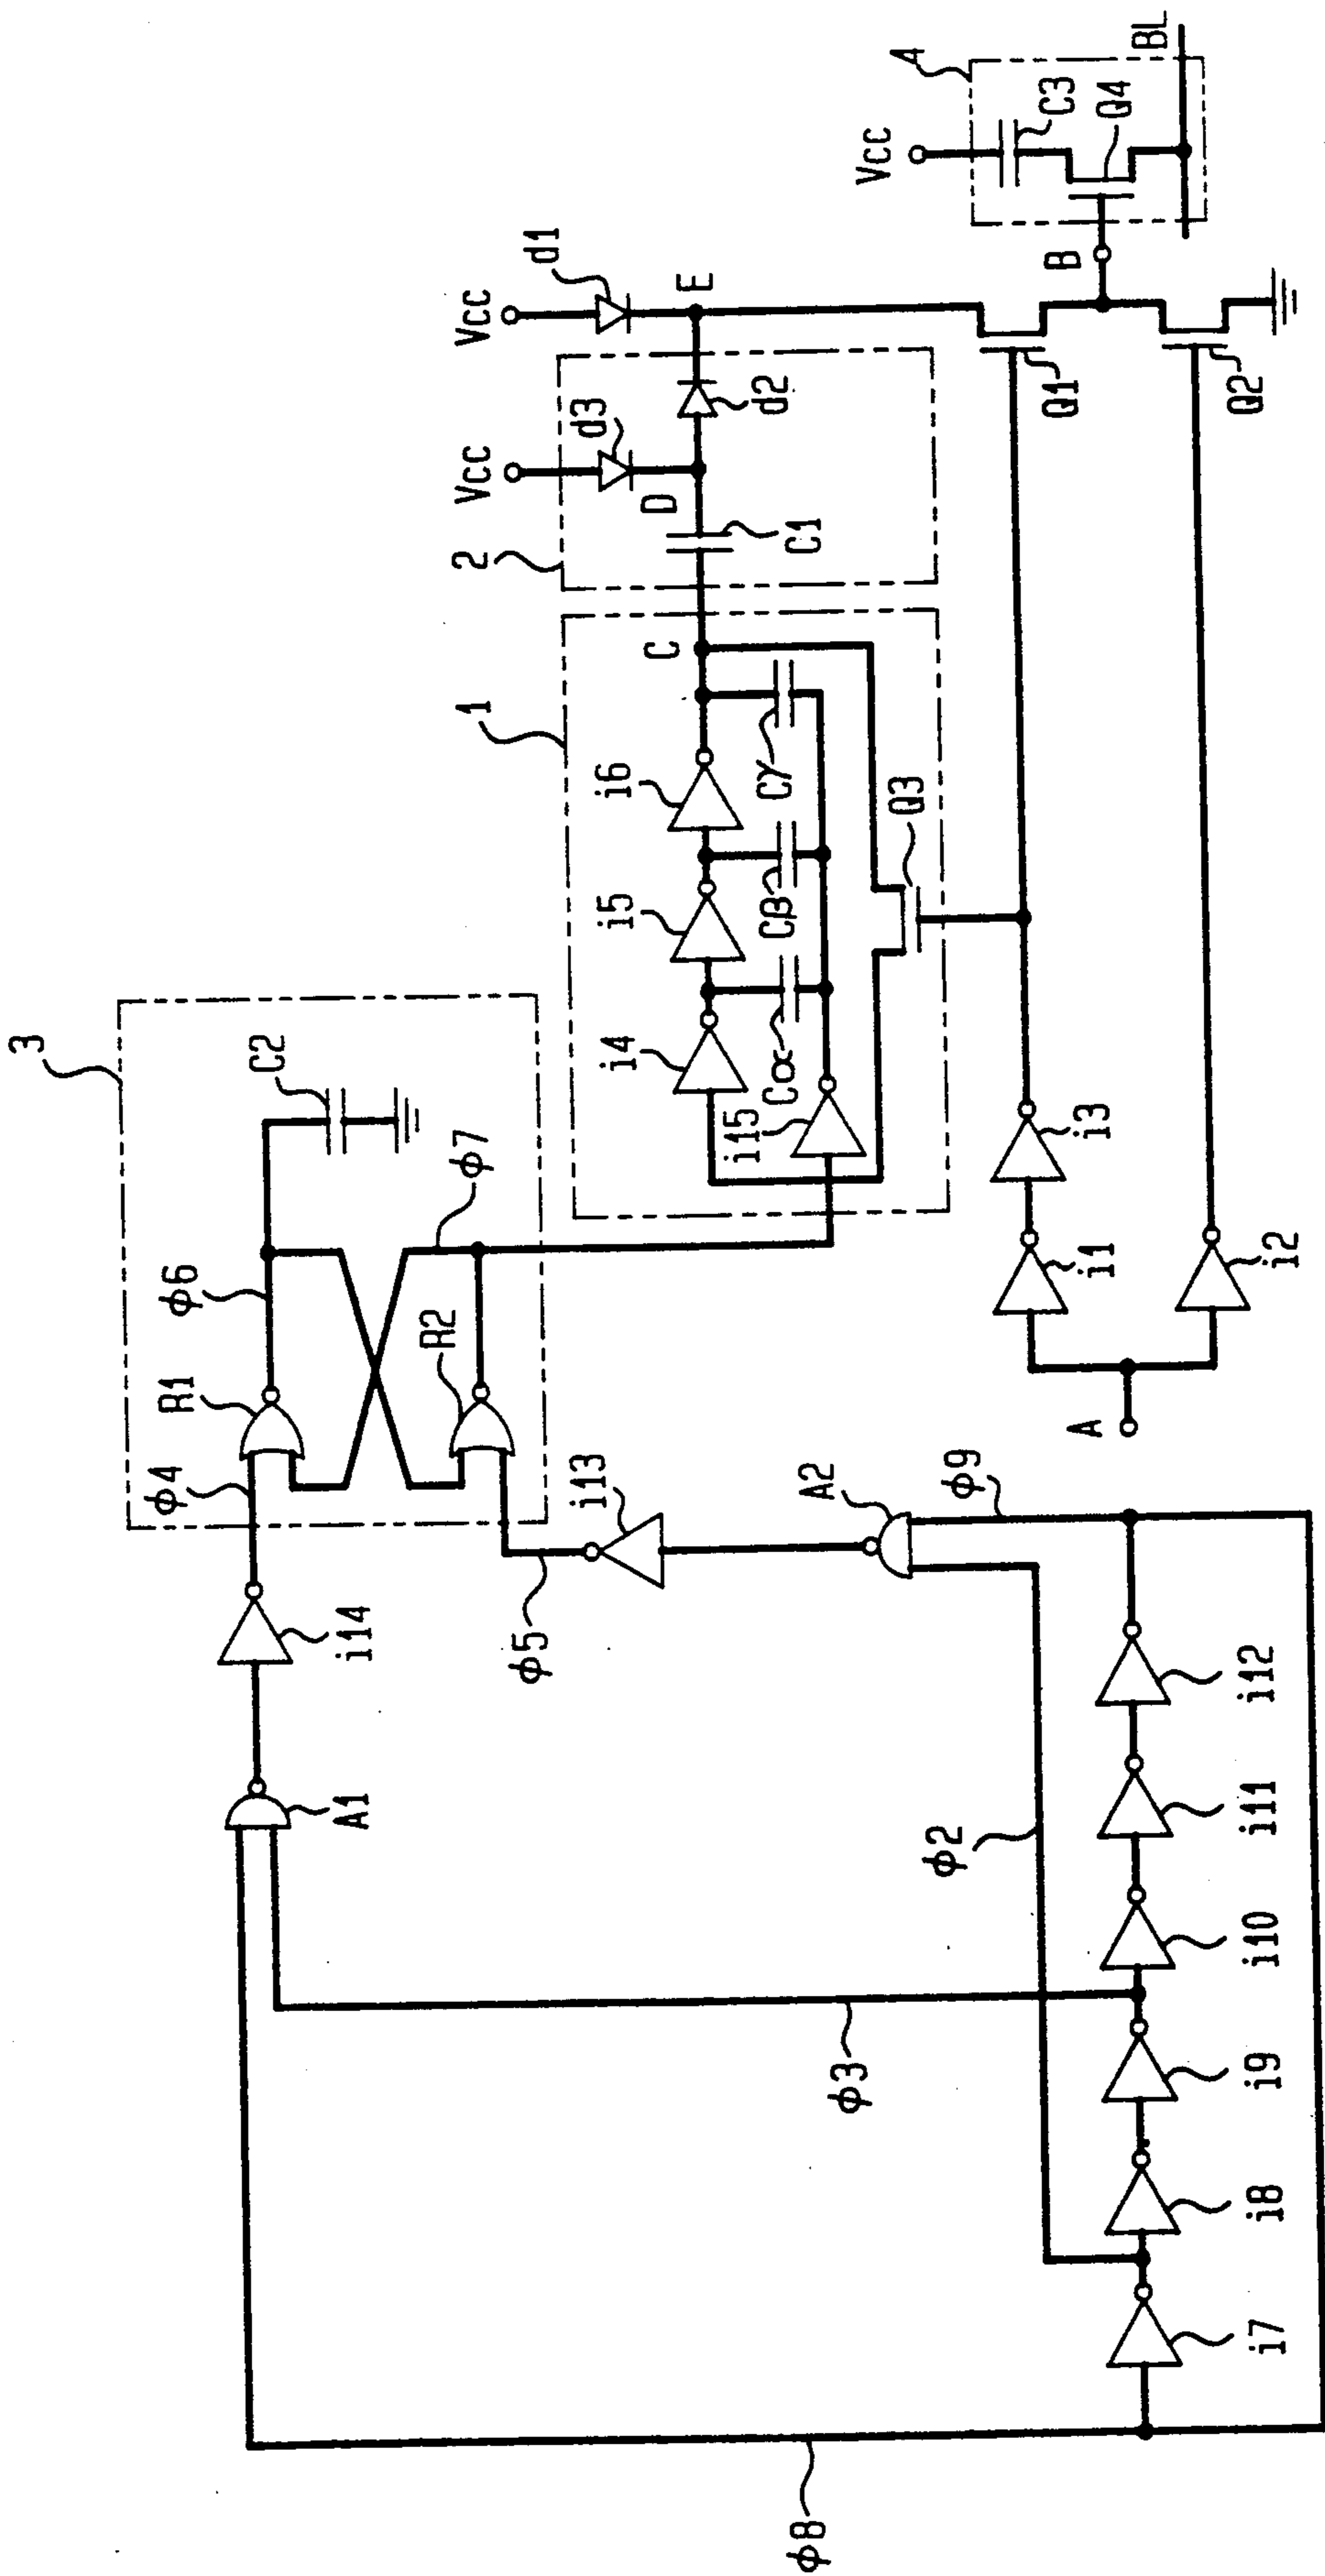 3
C2
φ6
R1
φ4
φ7
R2
i14
A1
φ5
i13
A2
φ9
φ2
φ3
φ8
i7
i8
i9
i10
i11
i12
1
i4
i5
i6
C
Cα
Cβ
Cγ
i15
Q3
2
Vcc
d3
D
C1
d2
Vcc
d1
E
A
i1
i3
i2
Q1
Q2
B
Vcc
4
C3
Q4
BL